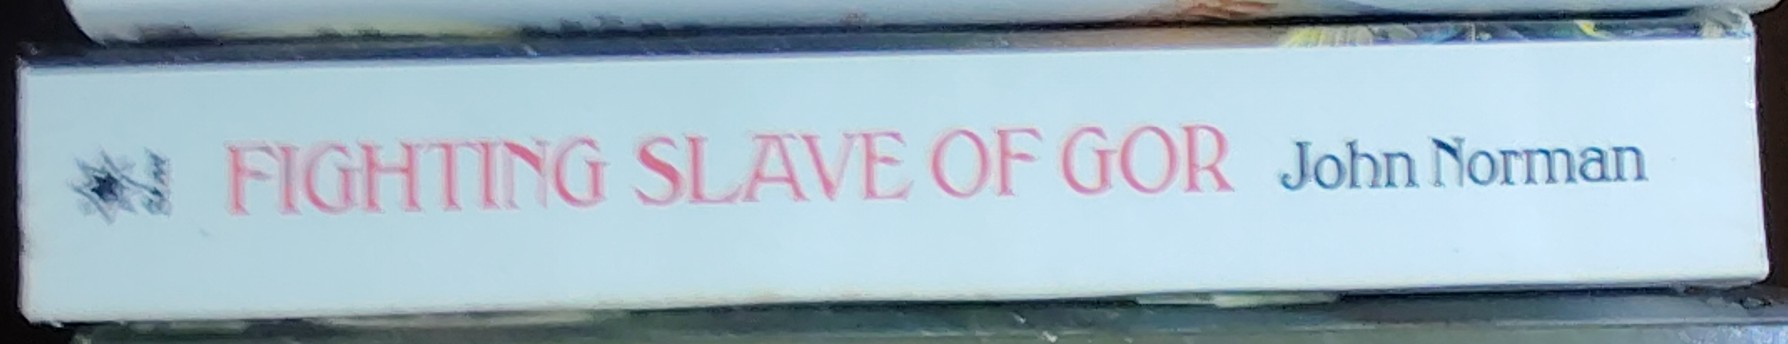 FIGHTING SLAVE OF GOR John Norman